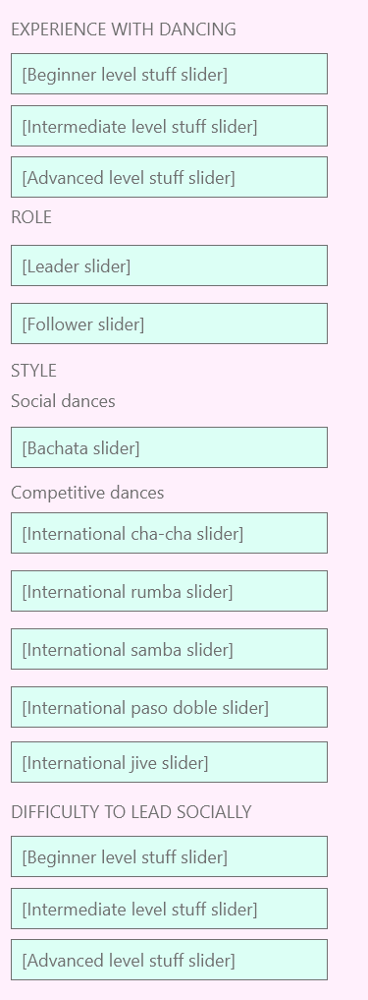 EXPERIENCE WITH DANCING
[Beginner level stuff slider]
[Intermediate level stuff slider]
[Advanced level stuff slider]
ROLE
[Leader slider]
[Follower slider]
STYLE
Social dances
[Bachata slider]
Competitive dances
[International cha-cha slider]
[International rumba slider]
[International samba slider]
[International paso doble slider]
[International jive slider]
DIFFICULTY TO LEAD SOCIALLY
[Beginner level stuff slider]
[Intermediate level stuff slider]
[Advanced level stuff slider]